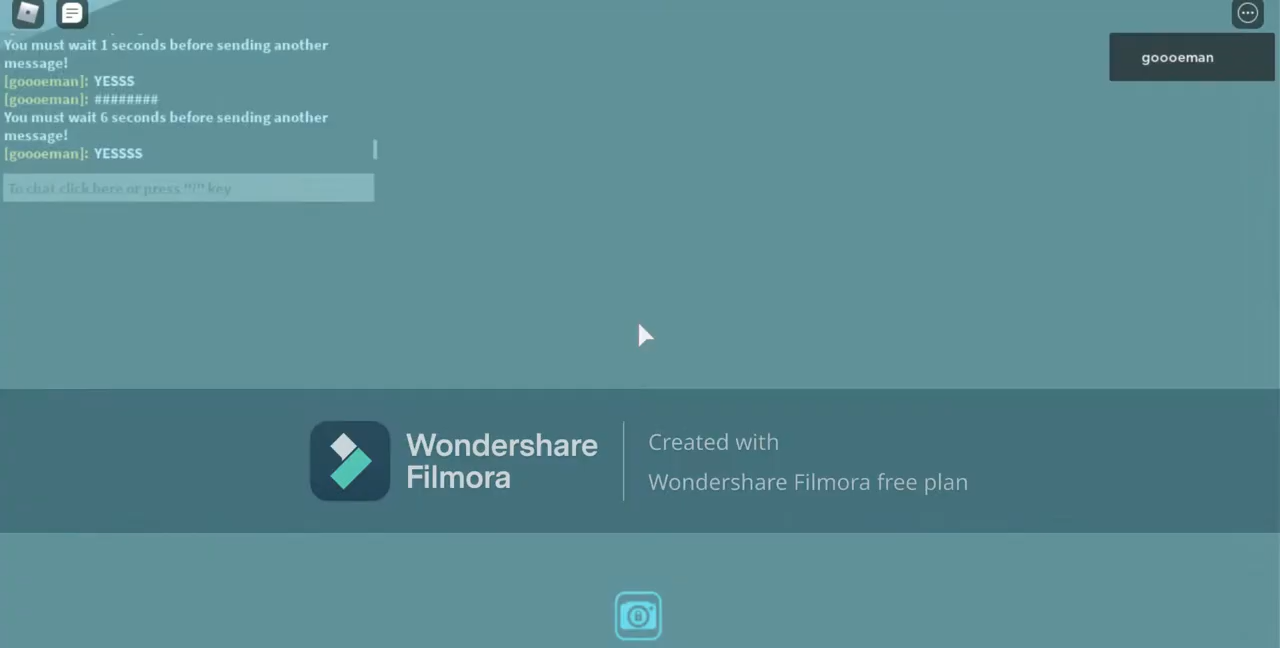 You must wait 1 seconds before sending another
message!
[goooeman]: YESSS
[goooeman]: ########
You must wait 6 seconds before sending another
message!
[goooeman]: YESSSS
To chat click here or press "/" key
goooeman
Wondershare
Filmora
Created with
Wondershare Filmora free plan